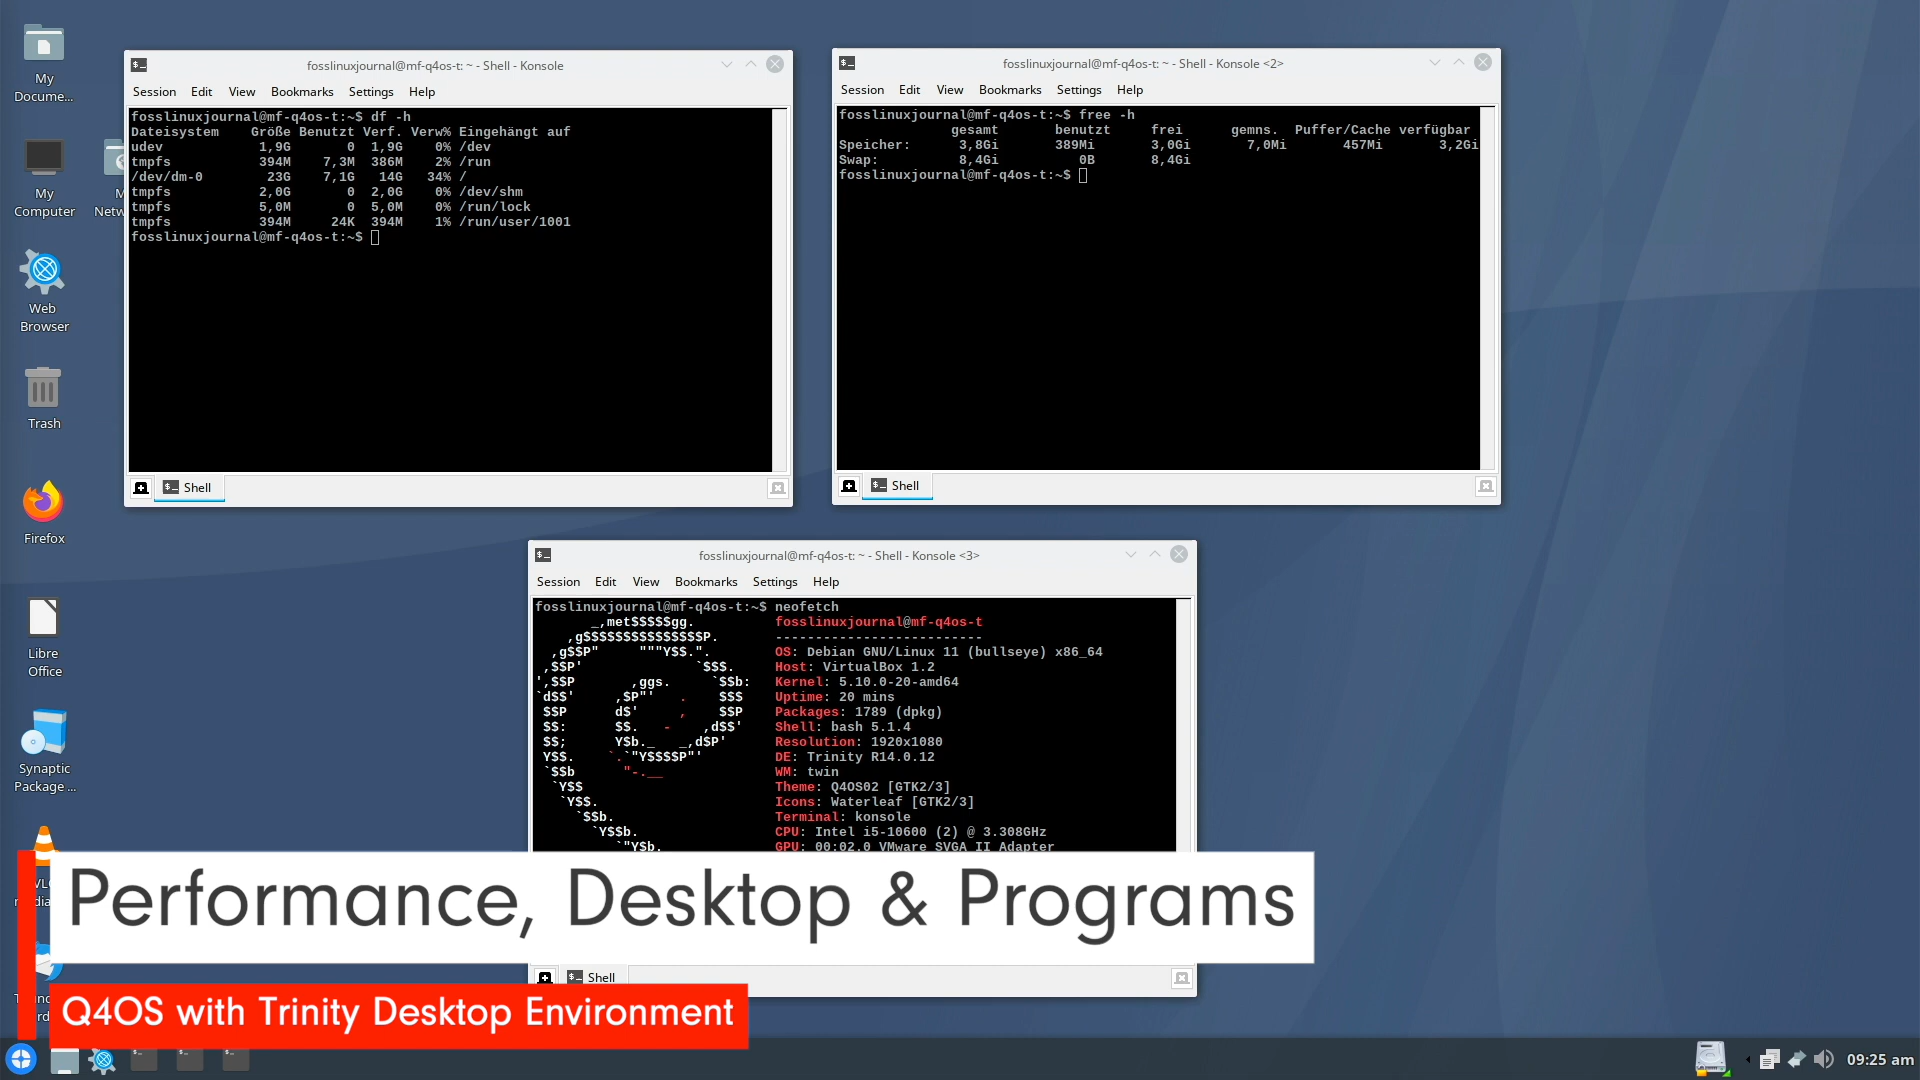 My
Docume...
My
Computer
Netw
Web
Browser
Trash
Firefox
Libre
Office
Synaptic
Package ...
fosslinuxjournal@mf-q4os-t: ~ - Shell - Konsole
Session Edit View Bookmarks Settings Help
fosslinuxjournal@mf-q4os-t:~$ df -h
Dateisystem Größe Benutzt Verf. Verw% Eingehängt auf
udev 1,9G 0 1,9G 0% /dev
tmpfs 394M 7,3M 386M 2% /run
/dev/dm-0 23G 7,1G 14G 34% /
tmpfs 2,0G 0 2,0G 0% /dev/shm
tmpfs 5,0M 0 5,0M 0% /run/lock
tmpfs 394M 24K 394M 1% /run/user/1001
fosslinuxjournal@mf-q4os-t:~$
Shell
fosslinuxjournal@mf-q4os-t: ~ - Shell - Konsole <2>
Session Edit View Bookmarks Settings Help
fosslinuxjournal@mf-q4os-t:~$ free -h
gesamt benutzt frei gemns. Puffer/Cache verfügbar
Speicher: 3,8Gi 389Mi 3,0Gi 7,0Mi 457Mi 3,2Gi
Swap: 8,4Gi 0B 8,4Gi
fosslinuxjournal@mf-q4os-t:~$
Shell
fosslinuxjournal@mf-q4os-t: ~ - Shell - Konsole <3>
Session Edit View Bookmarks Settings Help
fosslinuxjournal@mf-q4os-t:~$ neofetch
_,met$$$$$gg. fosslinuxjournal@mf-q4os-t
,g$$$$$$$$$$$$$$$P. --------------------------
,g$$P" """Y$$.". OS: Debian GNU/Linux 11 (bullseye) x86_64
,$$P' `$$$. Host: VirtualBox 1.2
',$$P ,ggs. `$$b: Kernel: 5.10.0-20-amd64
`d$$' ,$P"' . $$$ Uptime: 20 mins
$$P d$' , $$P Packages: 1789 (dpkg)
$$: $$. - ,d$$' Shell: bash 5.1.4
$$; Y$b._ _,d$P' Resolution: 1920x1080
Y$$. `.`"Y$$$$P"' DE: Trinity R14.0.12
`$$b "-.__ WM: twin
`Y$$ Theme: Q4OS02 [GTK2/3]
`Y$$. Icons: Waterleaf [GTK2/3]
`$$b. Terminal: konsole
`Y$$b. CPU: Intel i5-10600 (2) @ 3.308GHz
`"Y$b. GPU: 00:02.0 VMware SVGA II Adapter
Shell
Performance, Desktop & Programs
Q4OS with Trinity Desktop Environment
09:25 am